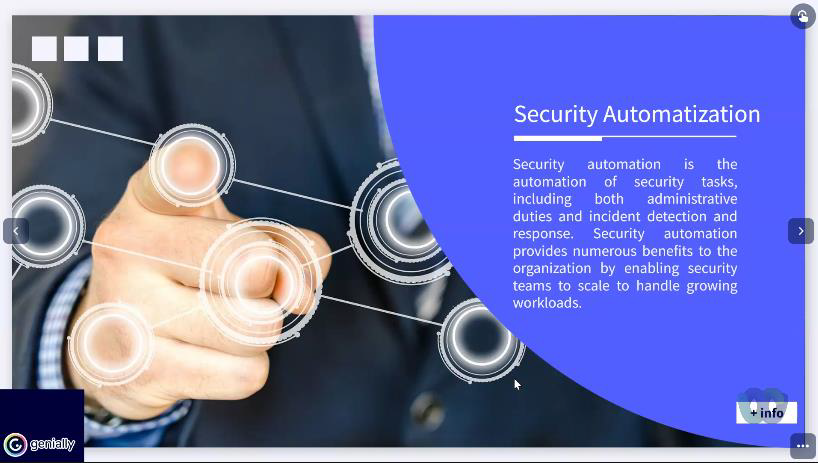 Security Automatization
Security automation is the
automation of security tasks,
including both administrative
duties and incident detection and
response. Security automation
provides numerous benefits to the
organization by enabling security
teams to scale to handle growing
workloads.
+ info
genially